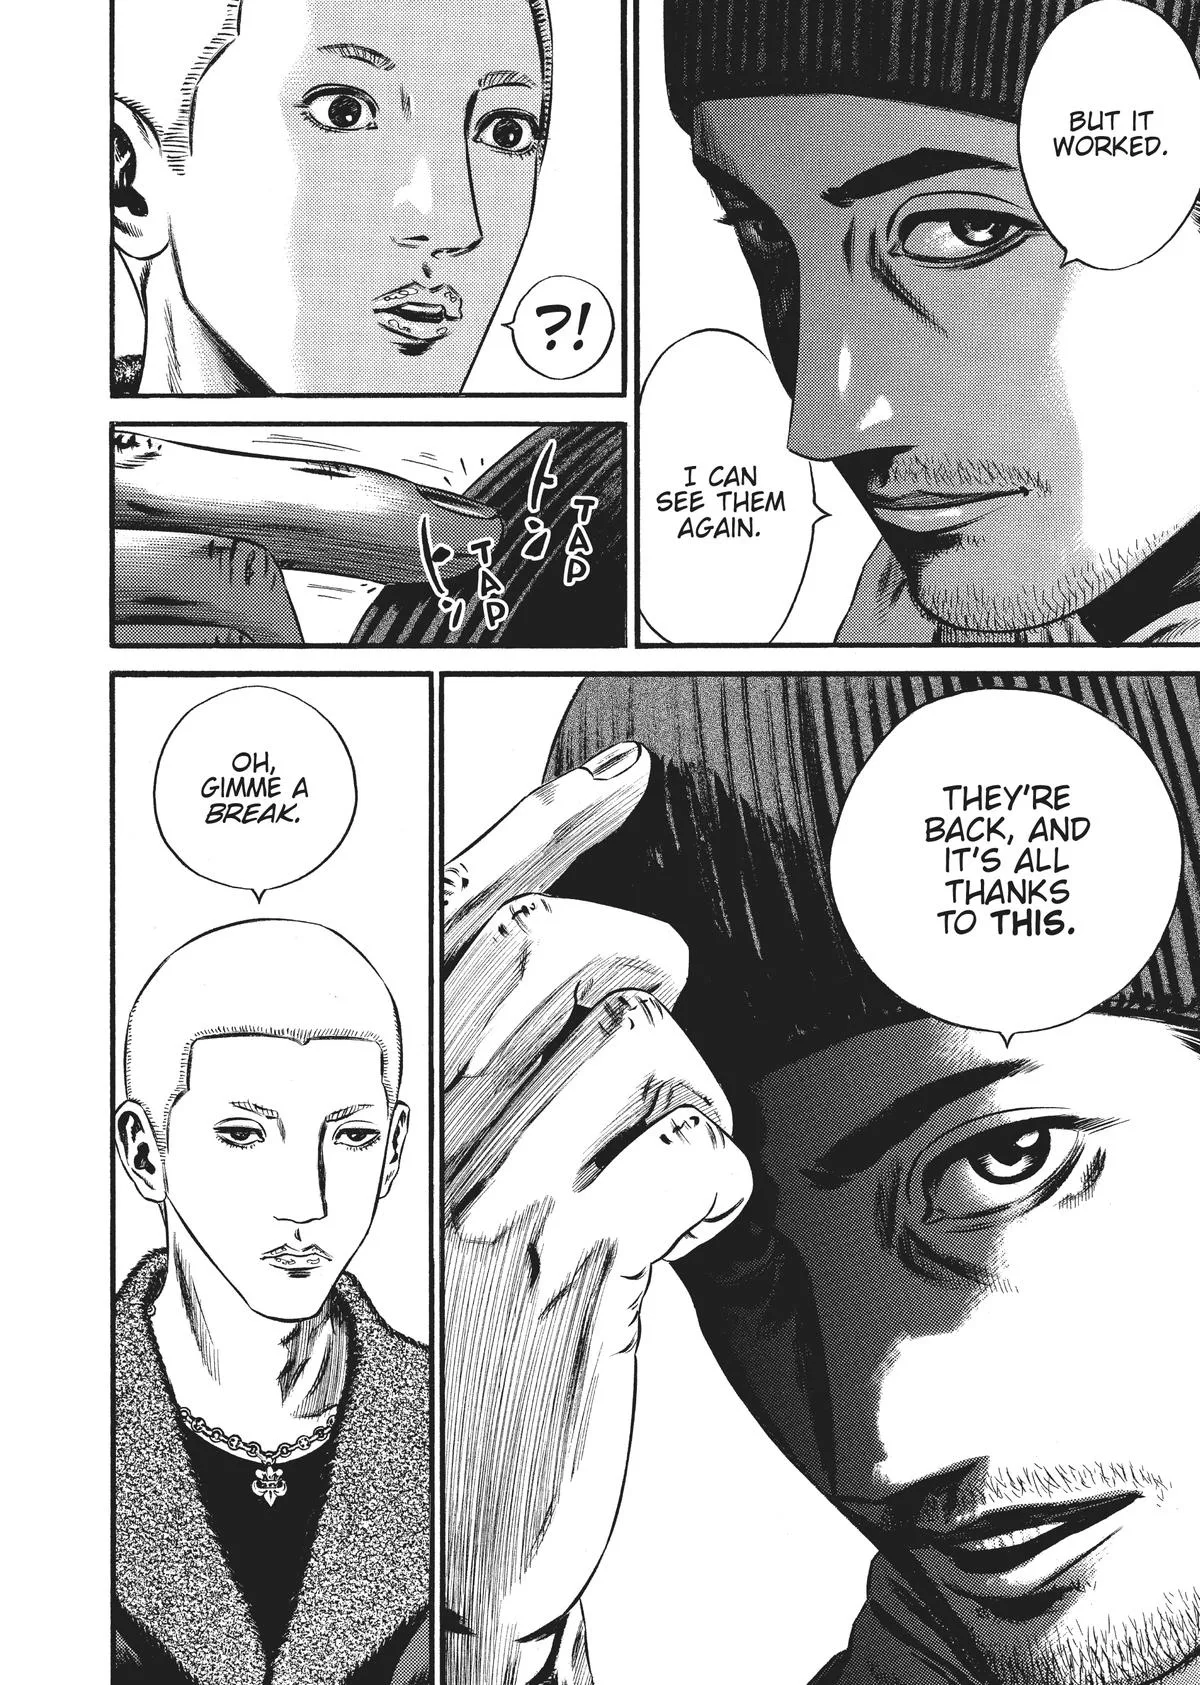 BUT IT
WORKED.
I CAN
SEE THEM
AGAIN.
?!
トン
TAP
トン
TAP
THEY'RE
BACK, AND
IT'S ALL
THANKS
TO THIS.
OH,
GIMME A
BREAK.